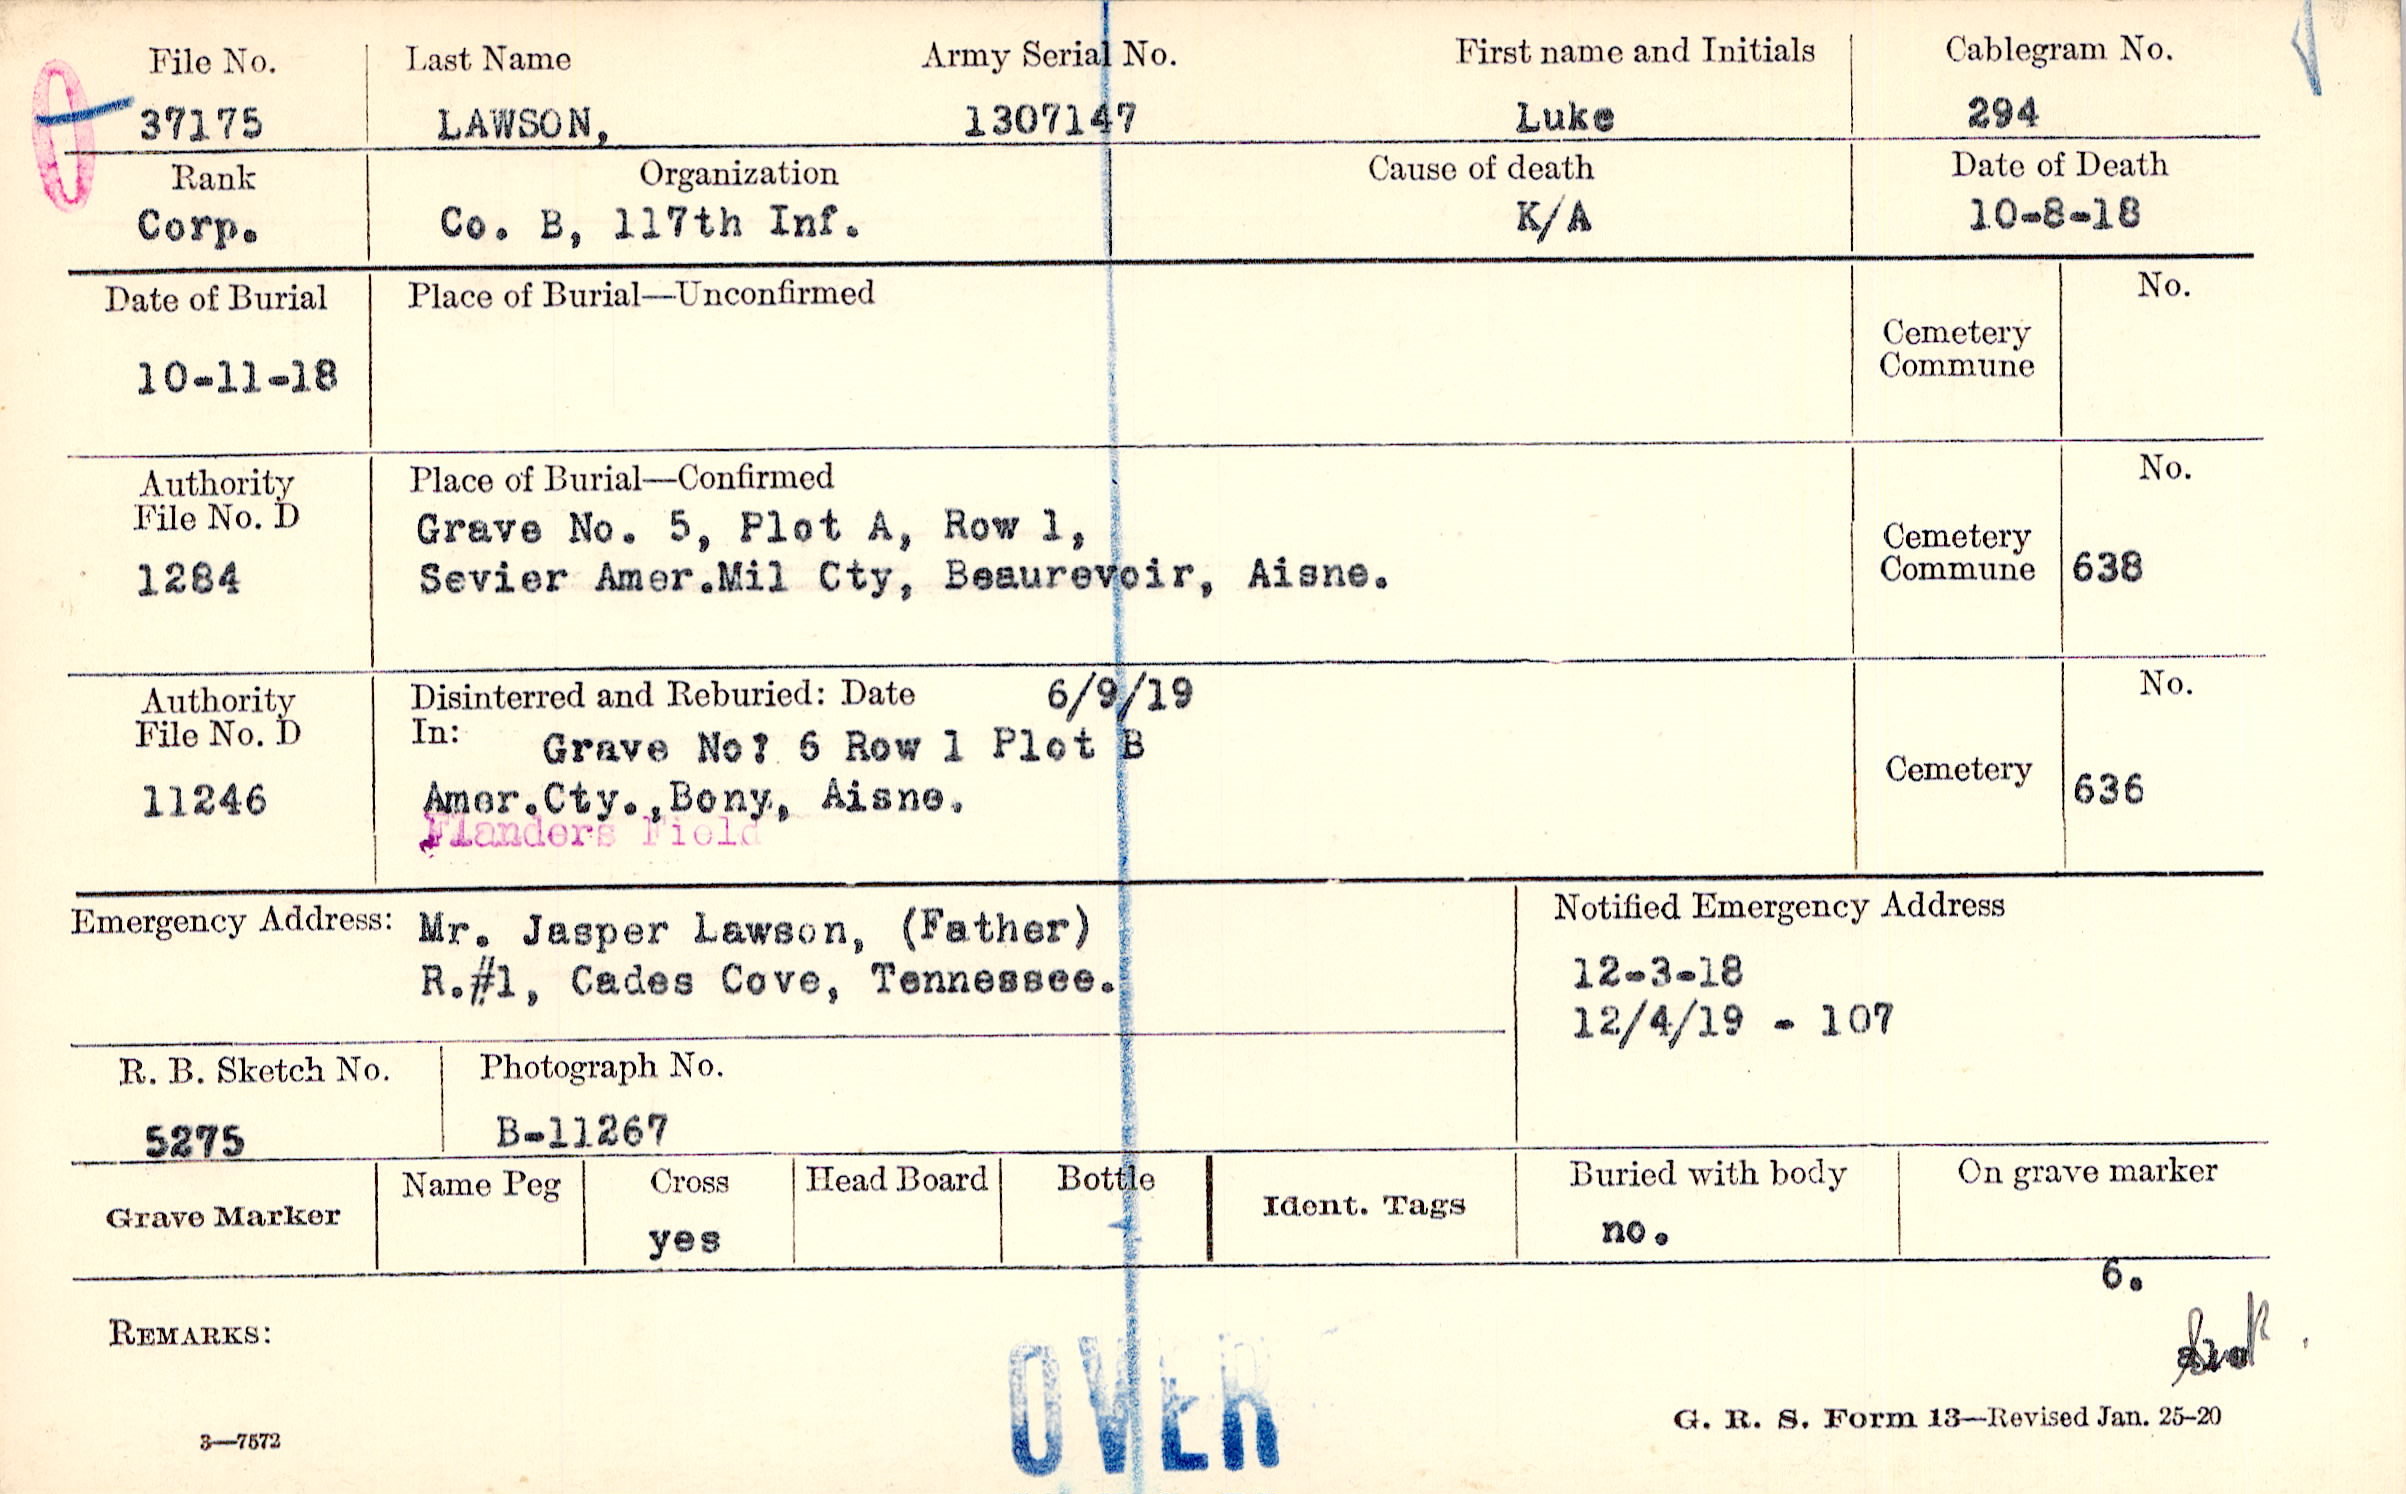 File No. Last Name Army Serial No. First name and Initials Cablegram No.
37175 LAWSON, 1307147 Luke 294
Rank Organization Cause of death Date of Death
Corp. Co. B, 117th Inf. K/A 10-8-18
Date of Burial Place of Burial—Unconfirmed No.
Cemetery
Commune
10-11-18
Authority Place of Burial—Confirmed No.
File No. D Grave No. 5, Plot A, Row 1, Cemetery
1284 Sevier Amer.Mil Cty, Beaurevoir, Aisne. Commune 638
Authority Disinterred and Reburied: Date 6/9/19 No.
File No. D In: Grave No? 6 Row 1 Plot B
11246 Amer.Cty.,Bony, Aisne. Cemetery 636
Flanders Field
Emergency Address: Mr. Jasper Lawson, (Father) Notified Emergency Address
R.#1, Cades Cove, Tennessee. 12-3-18
12/4/19 - 107
R. B. Sketch No. Photograph No.
5275 B-11267
Grave Marker Name Peg Cross Head Board Bottle Ident. Tags Buried with body On grave marker
yes no.
6.
REMARKS:
OVER
G. R. S. Form 13—Revised Jan. 25-20
3—7572